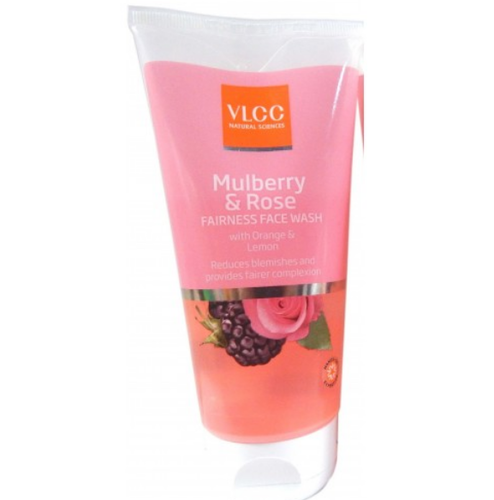 VLCC
NATURAL SCIENCES
Mulberry
& Rose
FAIRNESS FACE WASH
with Orange &
Lemon
Reduces blemishes and
provides fairer complexion